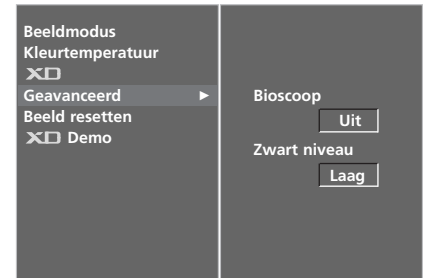 Beeldmodus
Kleurtemperatuur
XD
Geavanceerd ►
Beeld resetten
XD Demo
Bioscoop
Uit
Zwart niveau
Laag